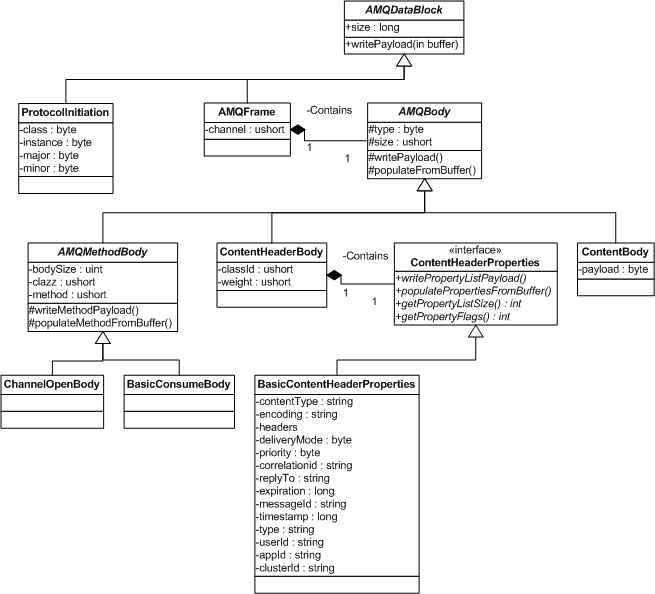 AMQDataBlock
+size : long
+writePayload(in buffer)
ProtocolInitiation
-class : byte
-instance : byte
-major : byte
-minor : byte
AMQFrame
-channel : ushort
-Contains
1
1
AMQBody
#type : byte
#size : ushort
#writePayload()
#populateFromBuffer()
AMQMethodBody
-bodySize : uint
-clazz : ushort
-method : ushort
#writeMethodPayload()
#populateMethodFromBuffer()
ContentHeaderBody
-classId : ushort
-weight : ushort
-Contains
1
1
«interface»
ContentHeaderProperties
+writePropertyListPayload()
+populatePropertiesFromBuffer()
+getPropertyListSize() : int
+getPropertyFlags() : int
ContentBody
-payload : byte
ChannelOpenBody
BasicConsumeBody
BasicContentHeaderProperties
-contentType : string
-encoding : string
-headers
-deliveryMode : byte
-priority : byte
-correlationid : string
-replyTo : string
-expiration : long
-messageId : string
-timestamp : long
-type : string
-userId : string
-appId : string
-clusterId : string